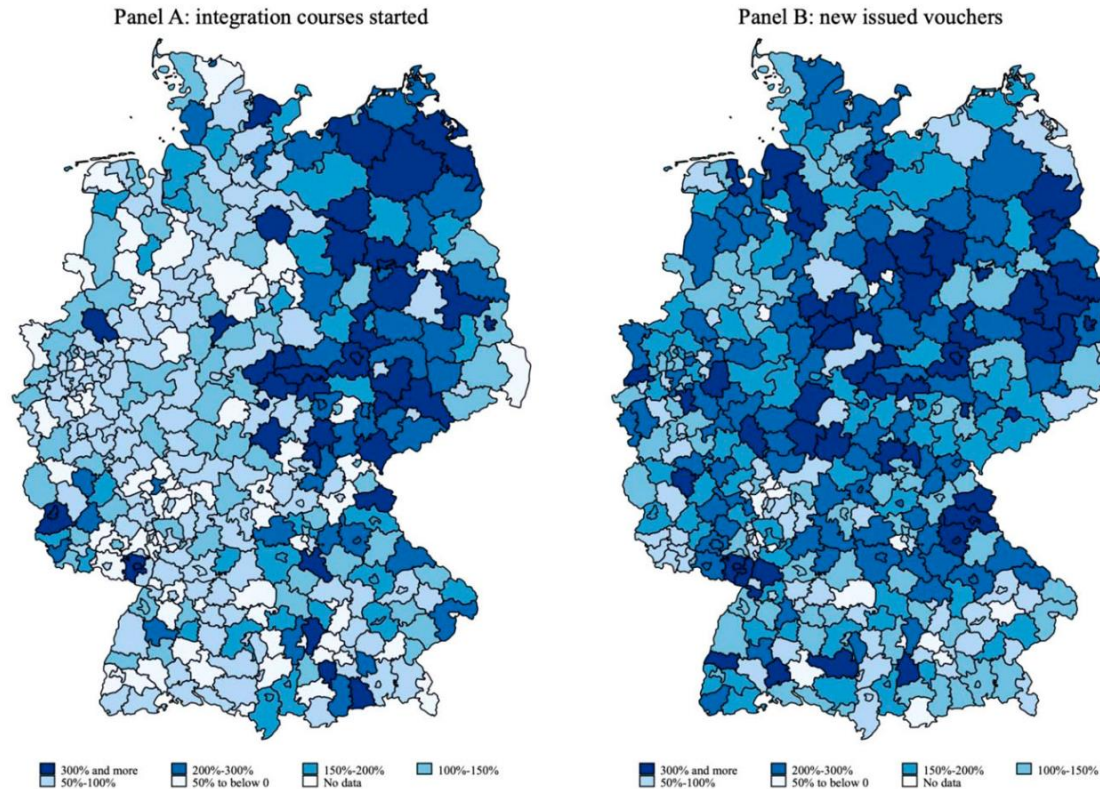 Panel A: integration courses started
Panel B: new issued vouchers
300% and more 200%-300% 150%-200% 100%-150%
50%-100% 50% to below 0 No data
300% and more 200%-300% 150%-200% 100%-150%
50%-100% 50% to below 0 No data